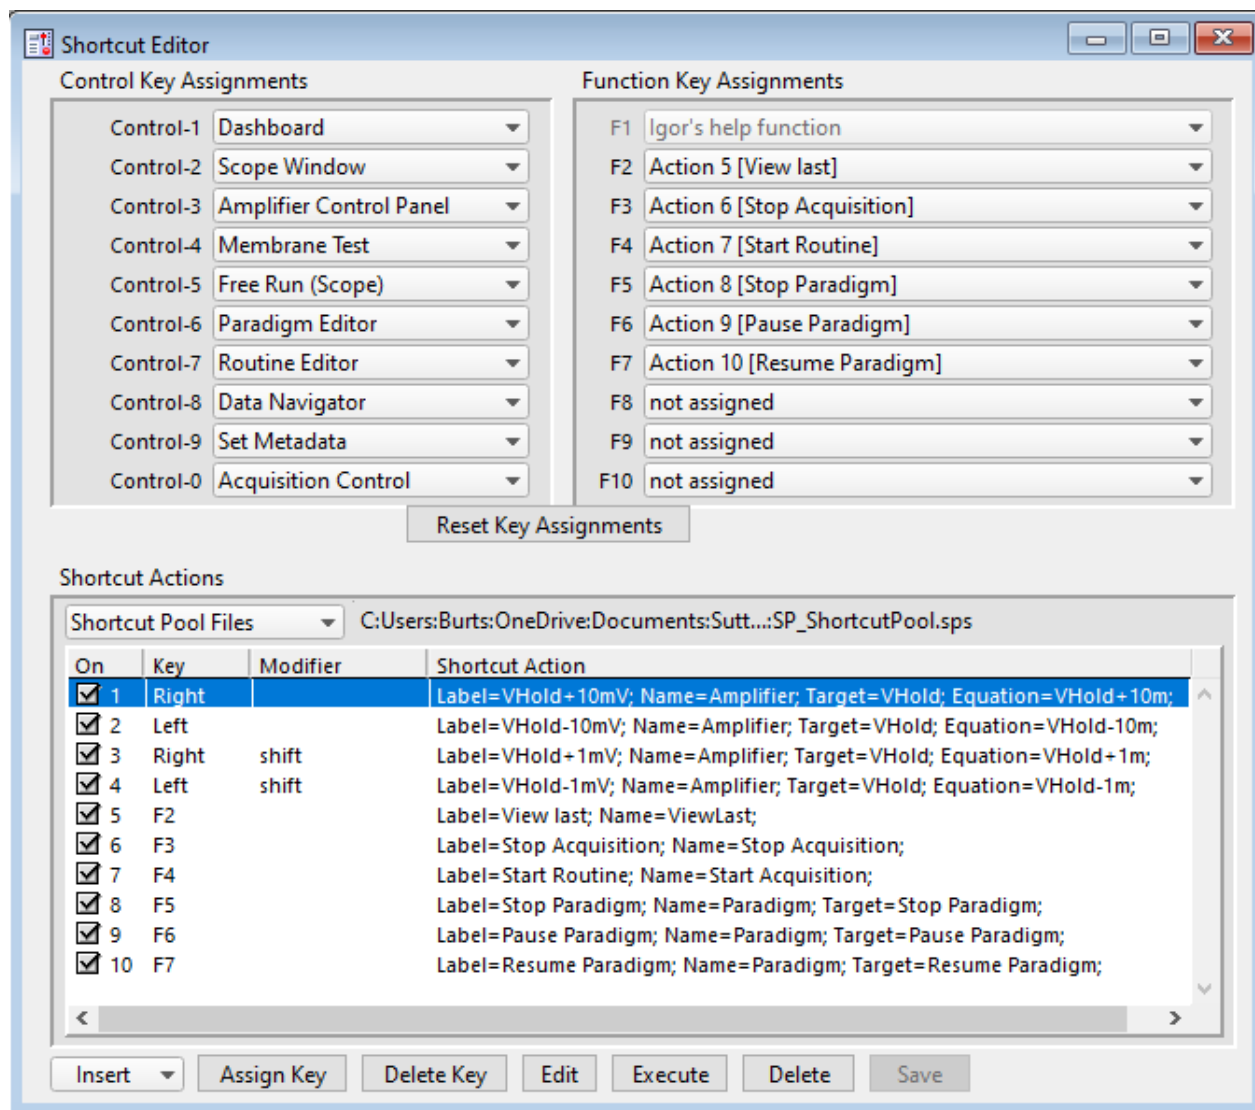 Shortcut Editor
Control Key Assignments
Function Key Assignments
Control-1 Dashboard
Control-2 Scope Window
Control-3 Amplifier Control Panel
Control-4 Membrane Test
Control-5 Free Run (Scope)
Control-6 Paradigm Editor
Control-7 Routine Editor
Control-8 Data Navigator
Control-9 Set Metadata
Control-0 Acquisition Control
F1 Igor's help function
F2 Action 5 [View last]
F3 Action 6 [Stop Acquisition]
F4 Action 7 [Start Routine]
F5 Action 8 [Stop Paradigm]
F6 Action 9 [Pause Paradigm]
F7 Action 10 [Resume Paradigm]
F8 not assigned
F9 not assigned
F10 not assigned
Reset Key Assignments
Shortcut Actions
Shortcut Pool Files C:Users:Burts:OneDrive:Documents:Sutt...:SP_ShortcutPool.sps
On Key Modifier Shortcut Action
1 Right Label=VHold+10mV; Name=Amplifier; Target=VHold; Equation=VHold+10m;
2 Left Label=VHold-10mV; Name=Amplifier; Target=VHold; Equation=VHold-10m;
3 Right shift Label=VHold+1mV; Name=Amplifier; Target=VHold; Equation=VHold+1m;
4 Left shift Label=VHold-1mV; Name=Amplifier; Target=VHold; Equation=VHold-1m;
5 F2 Label=View last; Name=ViewLast;
6 F3 Label=Stop Acquisition; Name=Stop Acquisition;
7 F4 Label=Start Routine; Name=Start Acquisition;
8 F5 Label=Stop Paradigm; Name=Paradigm; Target=Stop Paradigm;
9 F6 Label=Pause Paradigm; Name=Paradigm; Target=Pause Paradigm;
10 F7 Label=Resume Paradigm; Name=Paradigm; Target=Resume Paradigm;
Insert Assign Key Delete Key Edit Execute Delete Save